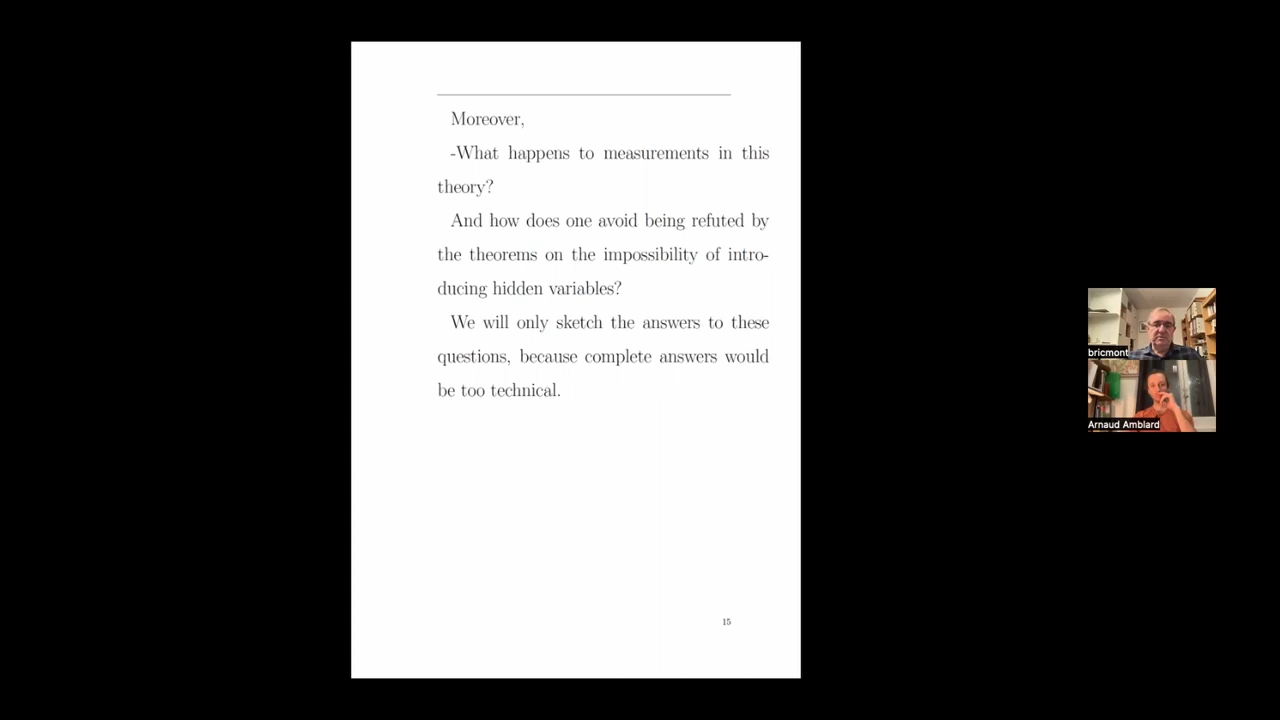 Moreover,
-What happens to measurements in this
theory?
And how does one avoid being refuted by
the theorems on the impossibility of intro-
ducing hidden variables?
We will only sketch the answers to these
questions, because complete answers would
be too technical.
15
bricmont
Arnaud Amblard